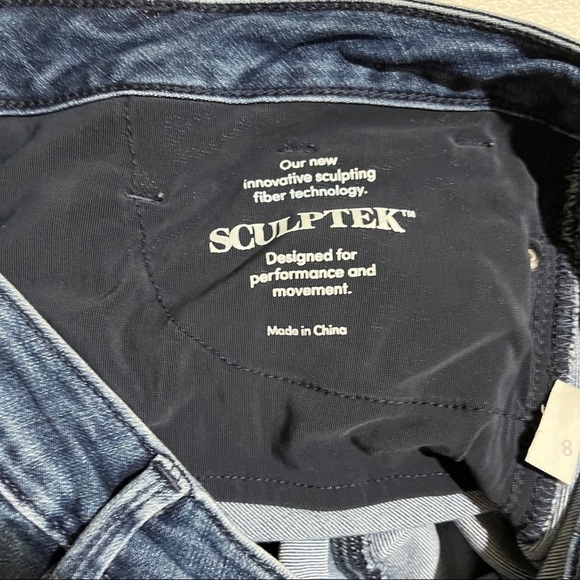 Our new
innovative sculpting
fiber technology.
SCULPTEK™
Designed for
performance and
movement.
Made in China
8